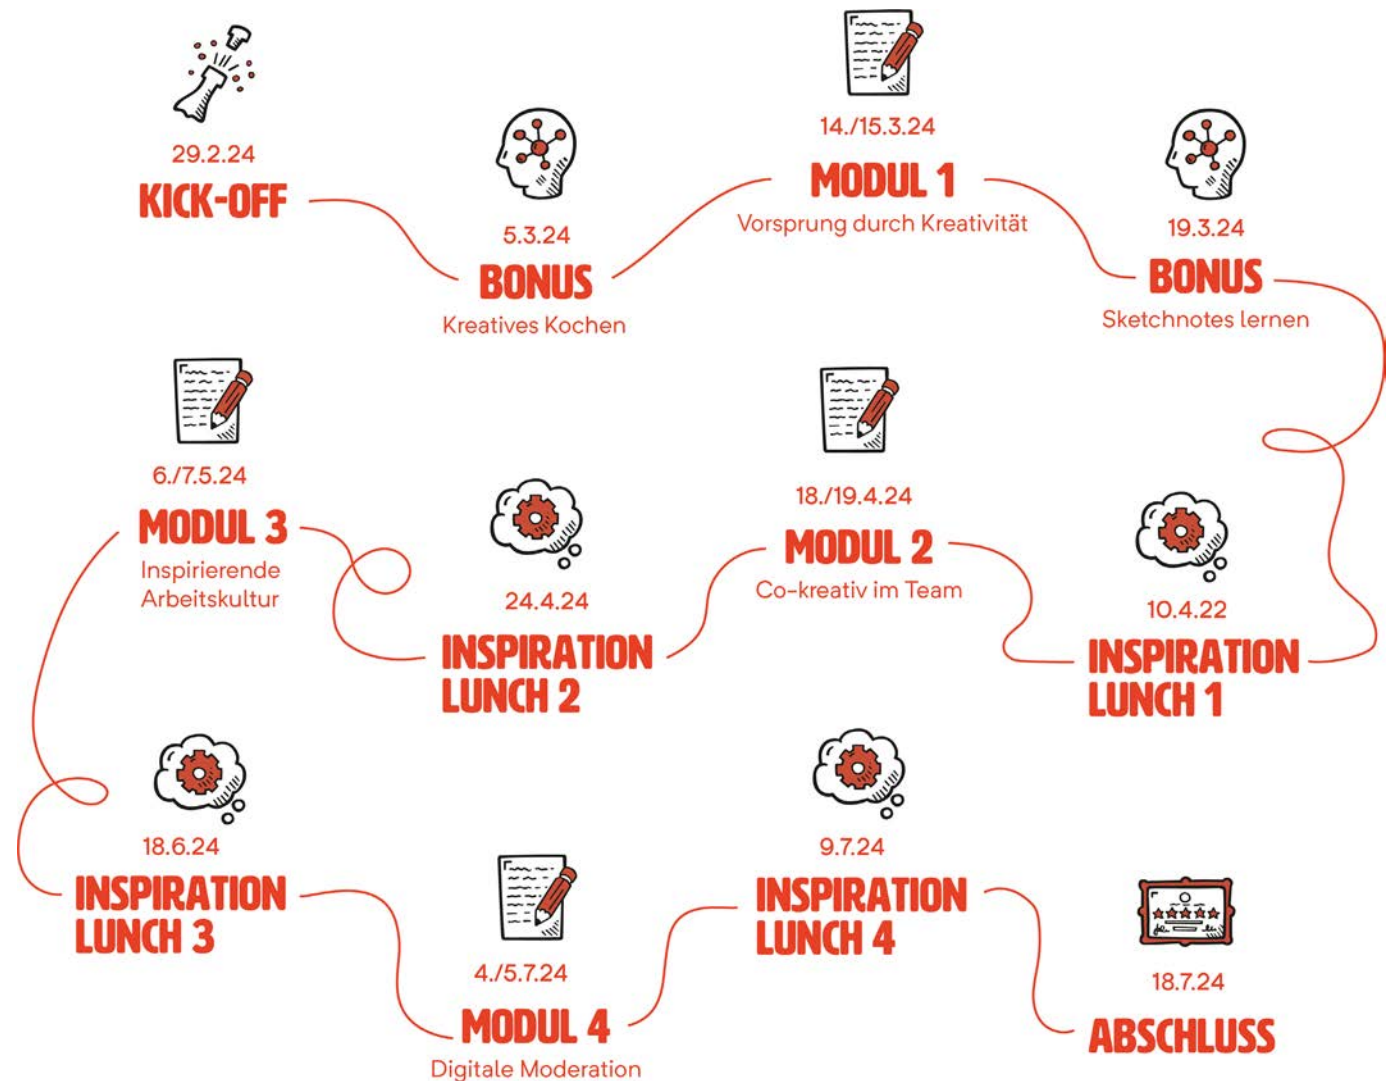 29.2.24
KICK-OFF
5.3.24
BONUS
Kreatives Kochen
14./15.3.24
MODUL 1
Vorsprung durch Kreativität
19.3.24
BONUS
Sketchnotes lernen
10.4.22
INSPIRATION
LUNCH 1
18./19.4.24
MODUL 2
Co-kreativ im Team
24.4.24
INSPIRATION
LUNCH 2
6./7.5.24
MODUL 3
Inspirierende
Arbeitskultur
18.6.24
INSPIRATION
LUNCH 3
4./5.7.24
MODUL 4
Digitale Moderation
9.7.24
INSPIRATION
LUNCH 4
18.7.24
ABSCHLUSS